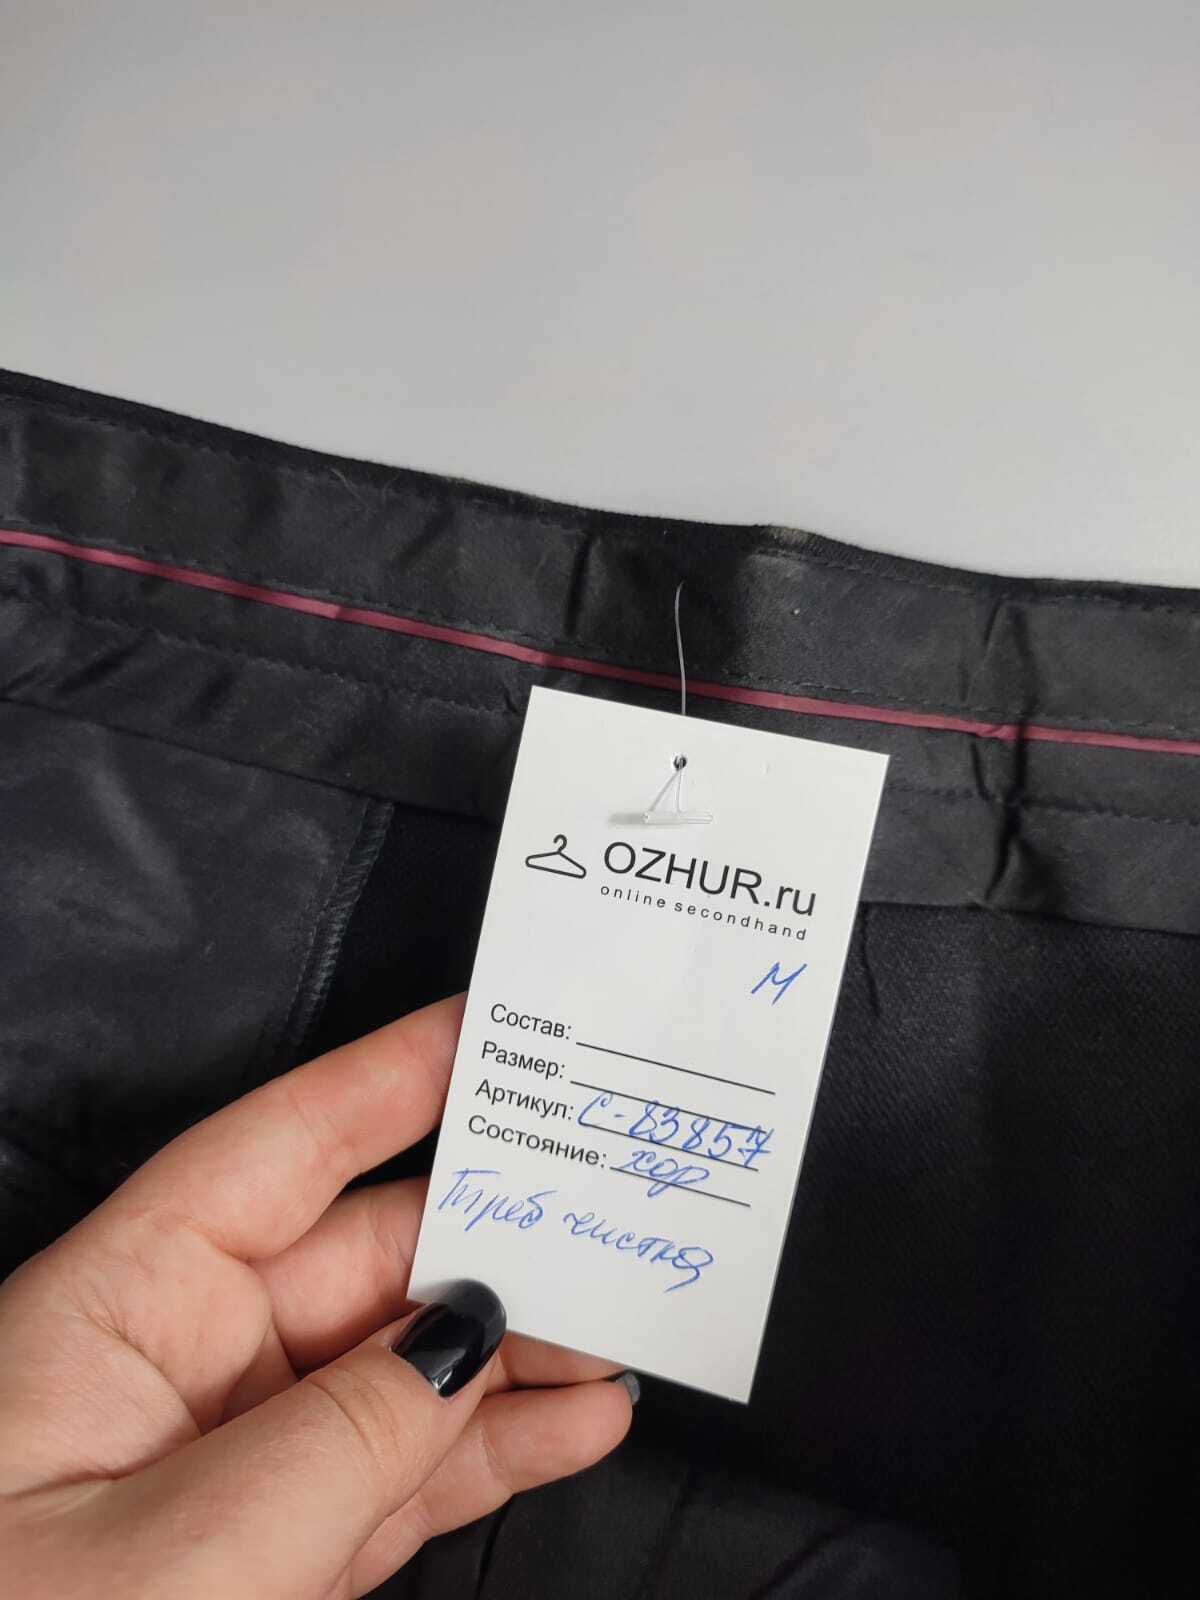 OZHUR.ru
online secondhand
М
Состав:
Размер:
Артикул: С-83857
Состояние: хор
Треб чистка